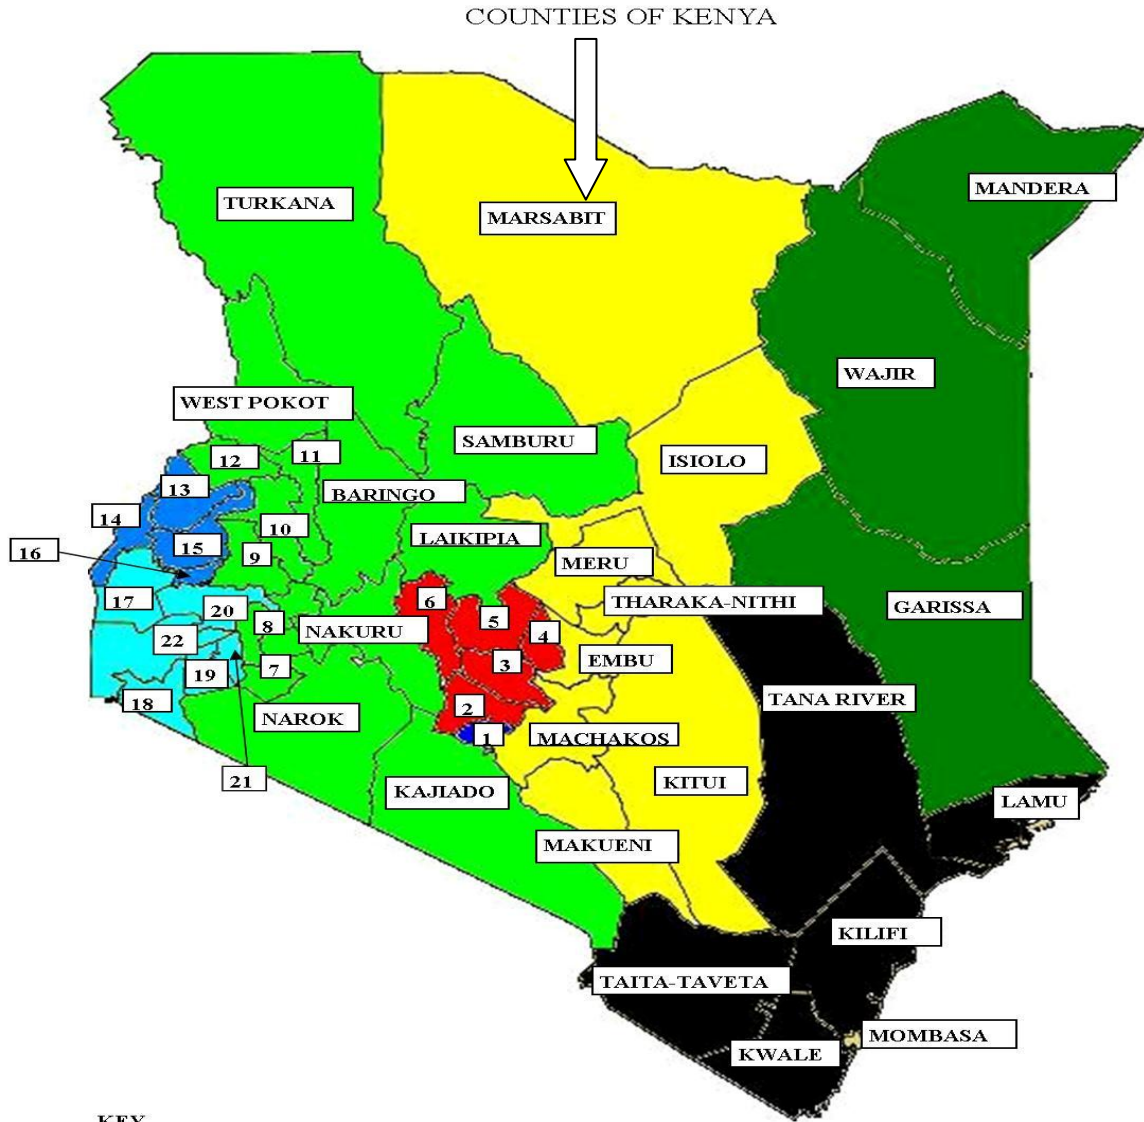 COUNTIES OF KENYA
MANDERA
TURKANA
MARSABIT
WAJIR
WEST POKOT
SAMBURU
11
12
ISIOLO
13
BARINGO
14
10
LAIKIPIA
16
15
9
MERU
17
6
THARAKA-NITHI
GARISSA
20
5
8
NAKURU
4
22
EMBU
3
7
19
TANA RIVER
18
2
NAROK
1
MACHAKOS
21
KITUI
KAJIADO
LAMU
MAKUENI
KILIFI
TAITA-TAVETA
MOMBASA
KWALE
KEY